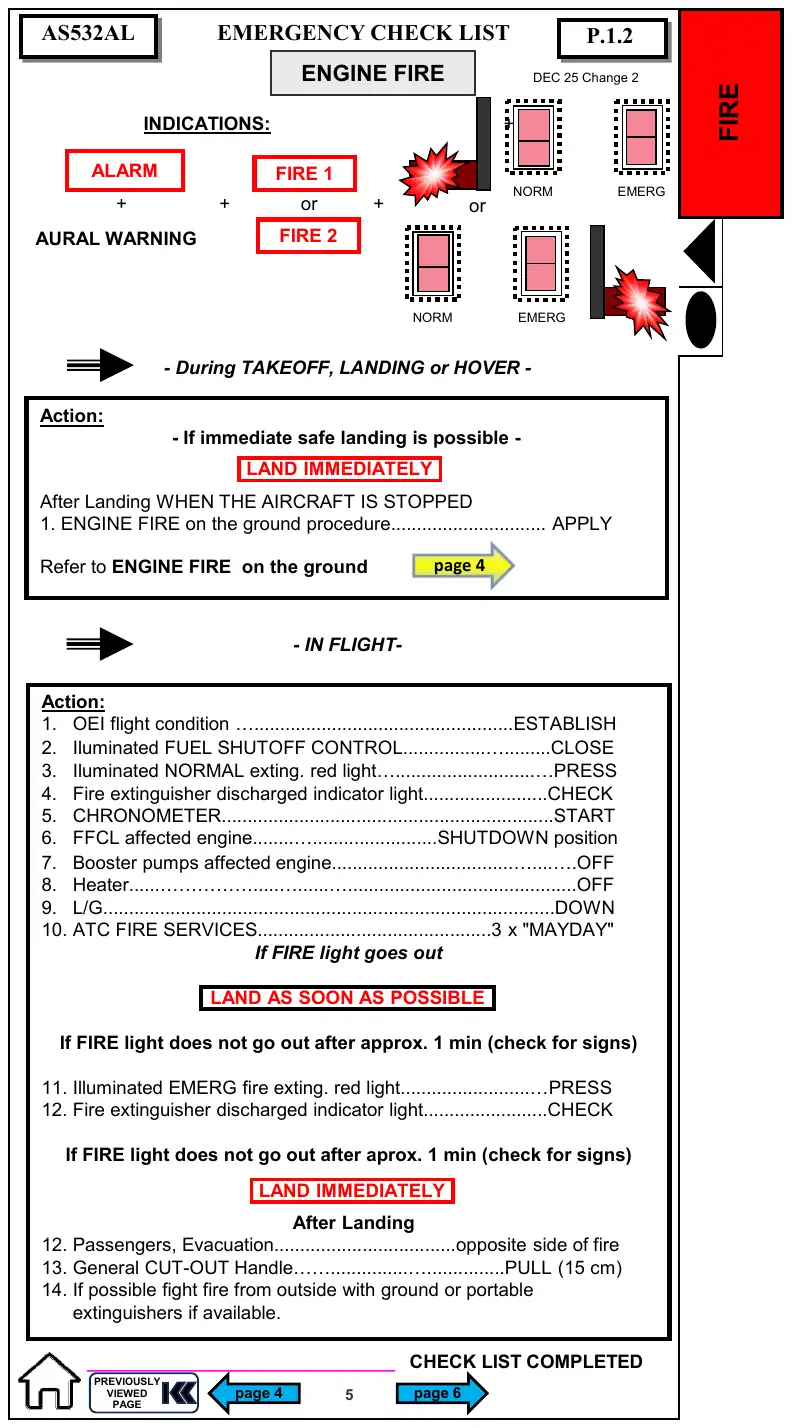 AS532AL
EMERGENCY CHECK LIST
P.1.2
ENGINE FIRE
DEC 25 Change 2
FIRE
INDICATIONS:
+
ALARM
FIRE 1
NORM
EMERG
+
+
or
+
or
AURAL WARNING
FIRE 2
NORM
EMERG
- During TAKEOFF, LANDING or HOVER -
Action:
- If immediate safe landing is possible -
LAND IMMEDIATELY
After Landing WHEN THE AIRCRAFT IS STOPPED
1. ENGINE FIRE on the ground procedure.............................. APPLY
Refer to ENGINE FIRE on the ground
page 4
- IN FLIGHT-
Action:
1. OEI flight condition ….................................................ESTABLISH
2. Iluminated FUEL SHUTOFF CONTROL................….........CLOSE
3. Iluminated NORMAL exting. red light…...........................…PRESS
4. Fire extinguisher discharged indicator light........................CHECK
5. CHRONOMETER................................................................START
6. FFCL affected engine.......…........................SHUTDOWN position
7. Booster pumps affected engine...................................…...…OFF
8. Heater......……………....…....…............................................OFF
9. L/G.......................................................................................DOWN
10. ATC FIRE SERVICES.............................................3 x "MAYDAY"
If FIRE light goes out
LAND AS SOON AS POSSIBLE
If FIRE light does not go out after approx. 1 min (check for signs)
11. Illuminated EMERG fire exting. red light.........................…PRESS
12. Fire extinguisher discharged indicator light........................CHECK
If FIRE light does not go out after aprox. 1 min (check for signs)
LAND IMMEDIATELY
After Landing
12. Passengers, Evacuation...................................opposite side of fire
13. General CUT-OUT Handle……...............…...............PULL (15 cm)
14. If possible fight fire from outside with ground or portable
extinguishers if available.
CHECK LIST COMPLETED
PREVIOUSLY
VIEWED
PAGE
page 4
5
page 6